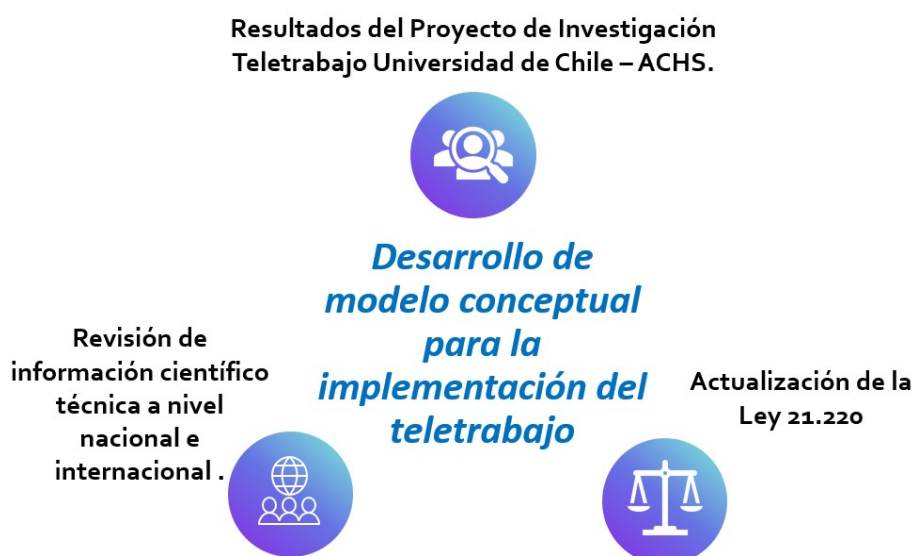 Resultados del Proyecto de Investigación
Teletrabajo Universidad de Chile – ACHS.
Desarrollo de
modelo conceptual
para la
implementación del
teletrabajo
Revisión de
información científico
técnica a nivel
nacional e
internacional .
Actualización de la
Ley 21.220